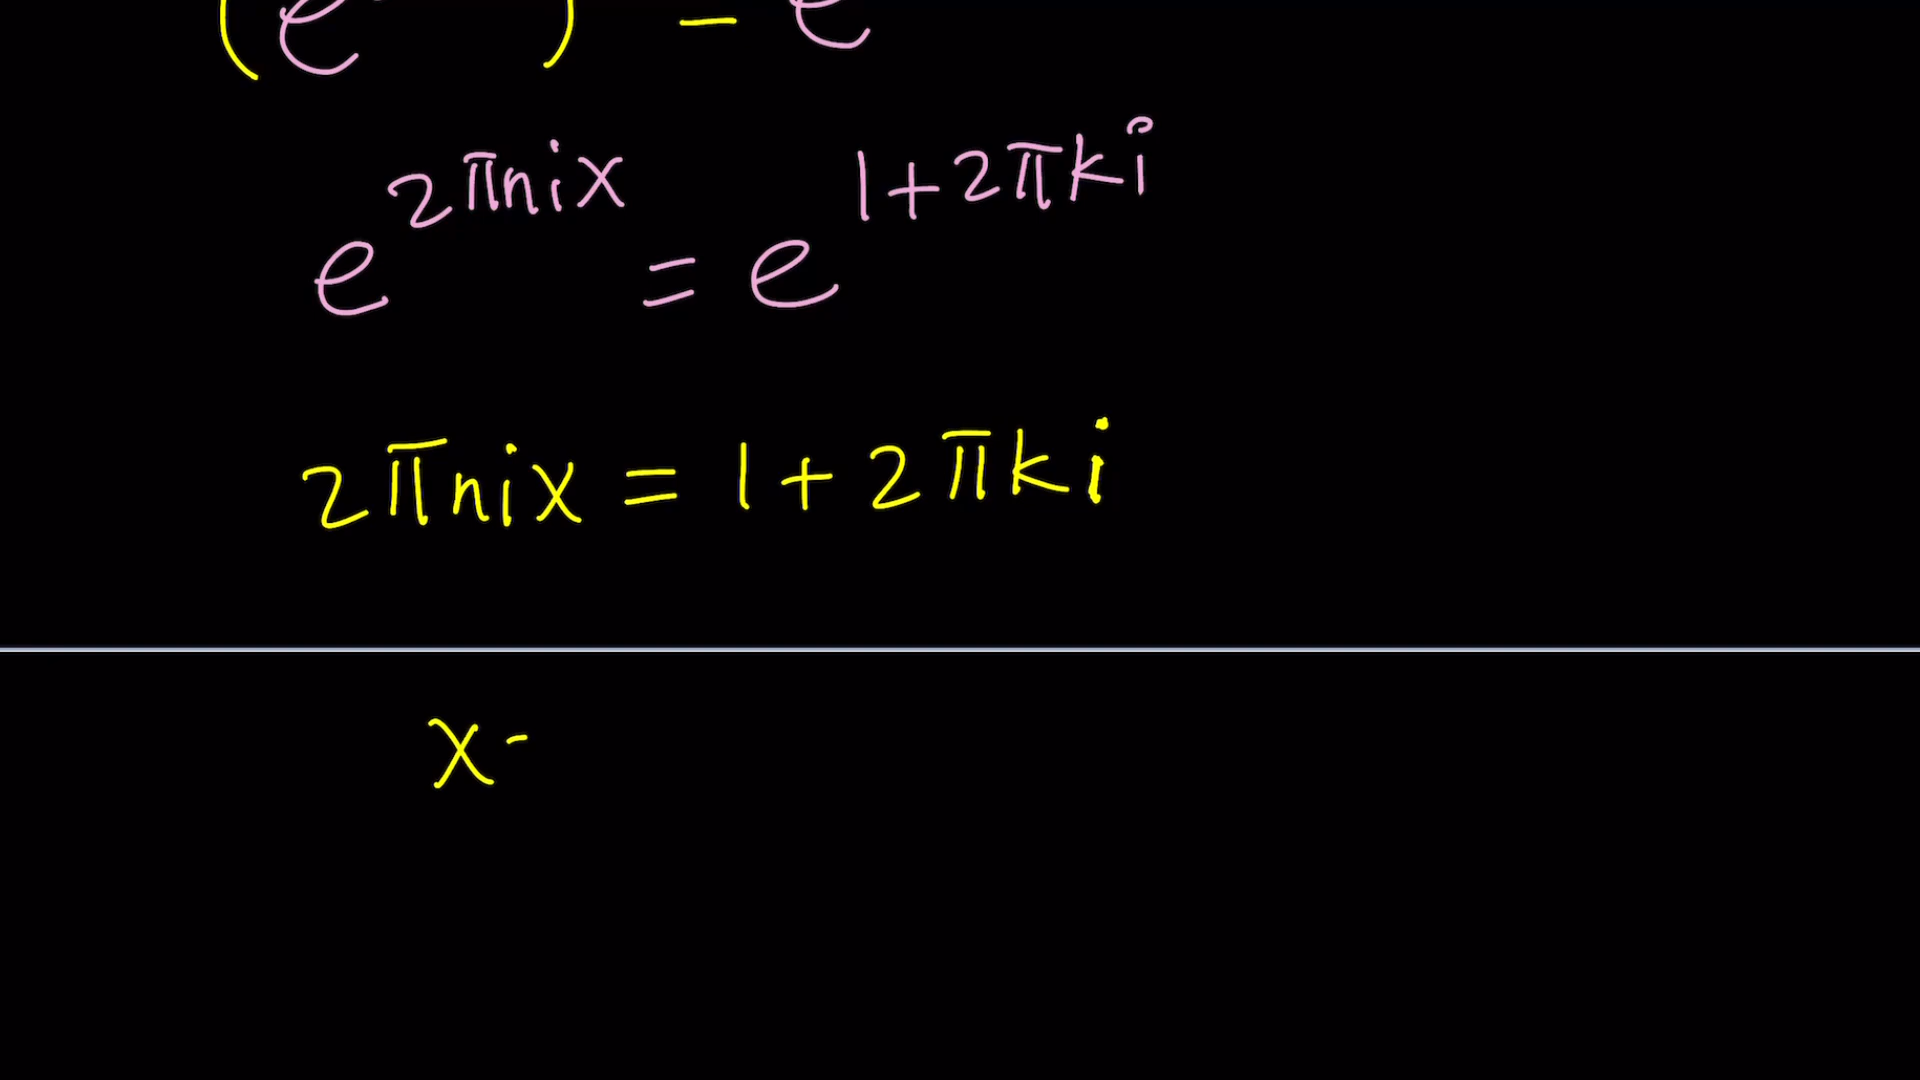 (e ) = e
e^{2πnix} = e^{1+2πki}
2πnix = 1+2πki
x -